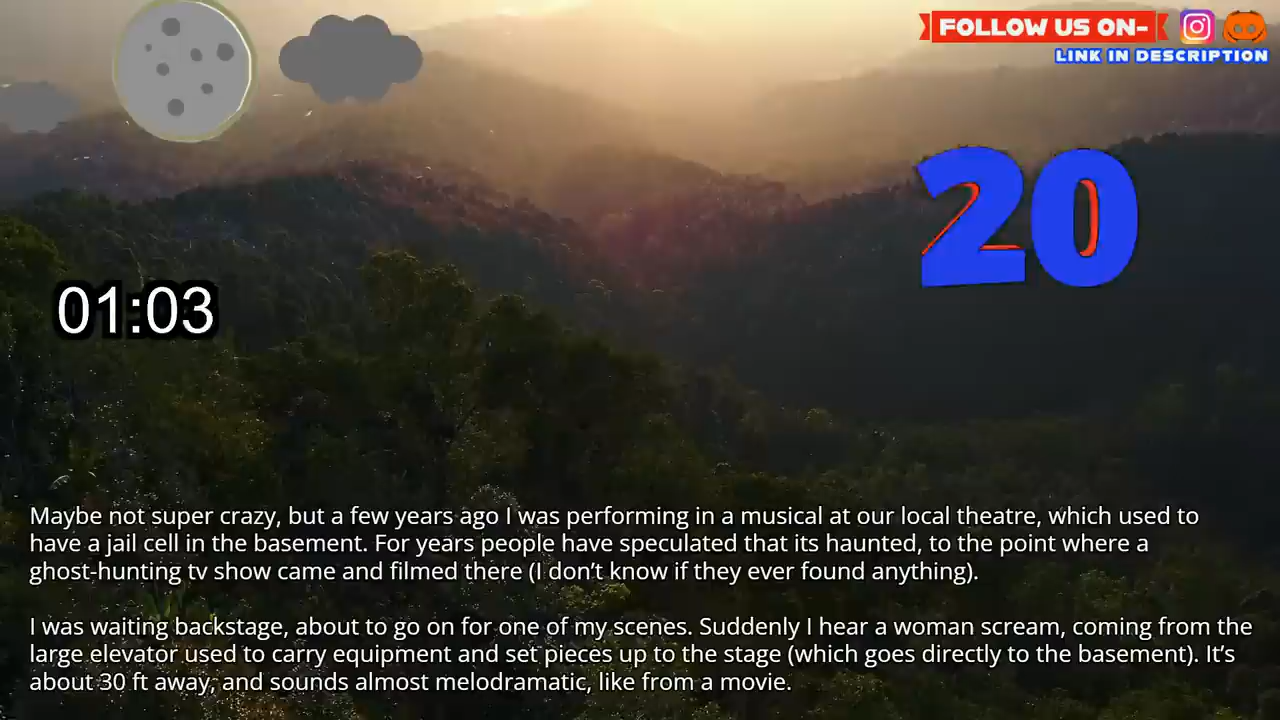 FOLLOW US ON-
LINK IN DESCRIPTION
20
01:03
Maybe not super crazy, but a few years ago I was performing in a musical at our local theatre, which used to
have a jail cell in the basement. For years people have speculated that its haunted, to the point where a
ghost-hunting tv show came and filmed there (I don’t know if they ever found anything).
I was waiting backstage, about to go on for one of my scenes. Suddenly I hear a woman scream, coming from the
large elevator used to carry equipment and set pieces up to the stage (which goes directly to the basement). It’s
about 30 ft away, and sounds almost melodramatic, like from a movie.